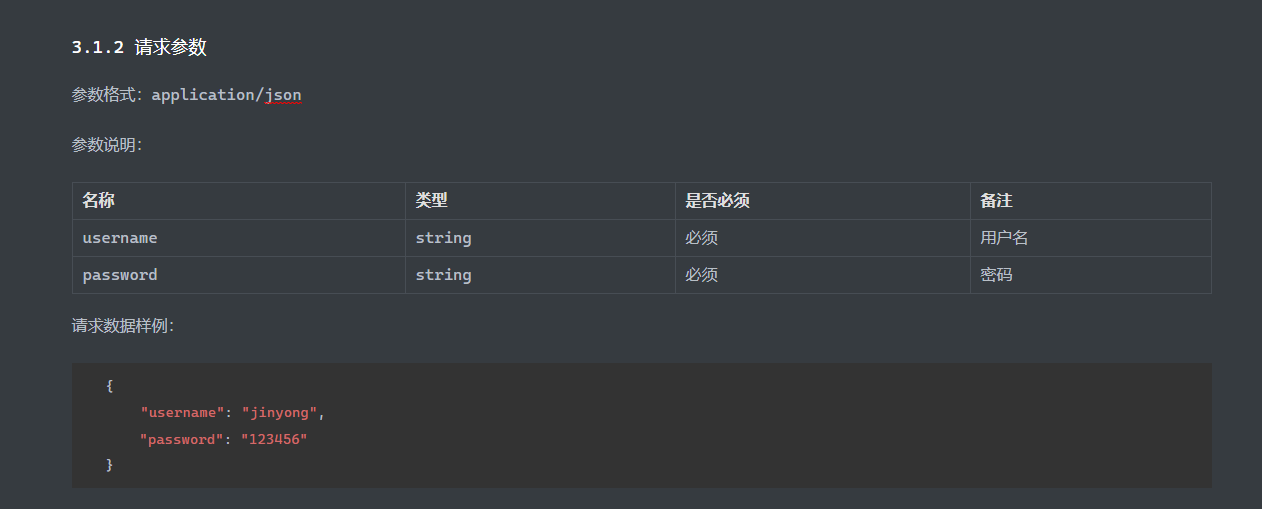 3.1.2 请求参数
参数格式：application/json
参数说明：
名称 类型 是否必须 备注
username string 必须 用户名
password string 必须 密码
请求数据样例：
{
"username": "jinyong",
"password": "123456"
}